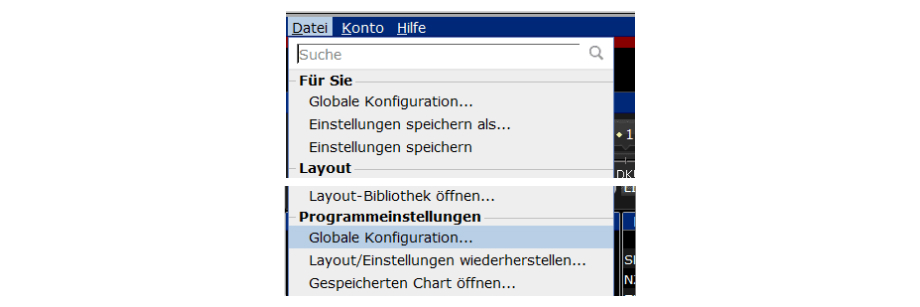 Datei Konto Hilfe
Suche
Für Sie
Globale Konfiguration...
Einstellungen speichern als...
Einstellungen speichern
1
Layout
Layout-Bibliothek öffnen...
Programmeinstellungen
Globale Konfiguration...
Layout/Einstellungen wiederherstellen...
Gespeicherten Chart öffnen...